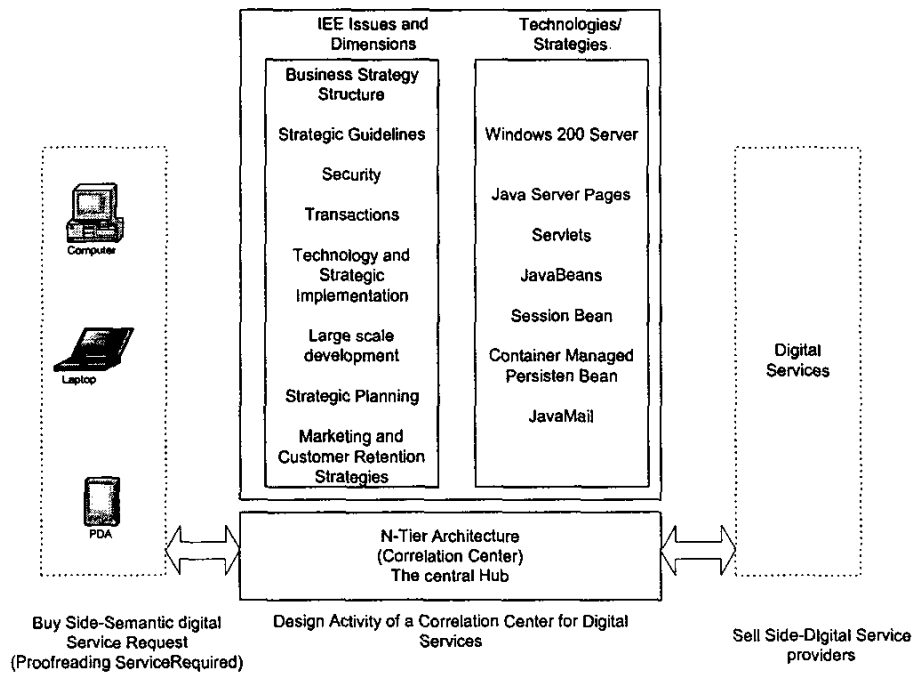 IEE Issues and
Dimensions
Technologies/
Strategies
Business Strategy
Structure
Strategic Guidelines
Security
Transactions
Technology and
Strategic
Implementation
Large scale
development
Strategic Planning
Marketing and
Customer Retention
Strategies
Windows 200 Server
Java Server Pages
Servlets
JavaBeans
Session Bean
Container Managed
Persisten Bean
JavaMail
Computer
Laptop
PDA
Digital
Services
N-Tier Architecture
(Correlation Center)
The central Hub
Buy Side-Semantic digital
Service Request
(Proofreading ServiceRequired)
Design Activity of a Correlation Center for Digital
Services
Sell Side-Digital Service
providers